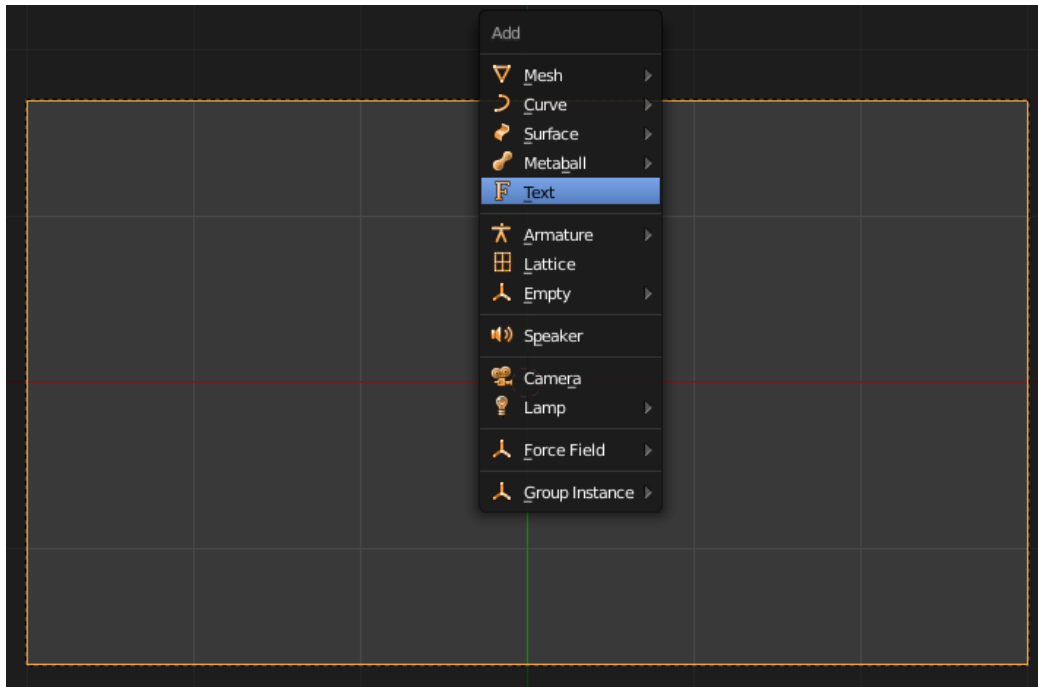 Add
Mesh
Curve
Surface
Metaball
Text
Armature
Lattice
Empty
Speaker
Camera
Lamp
Force Field
Group Instance